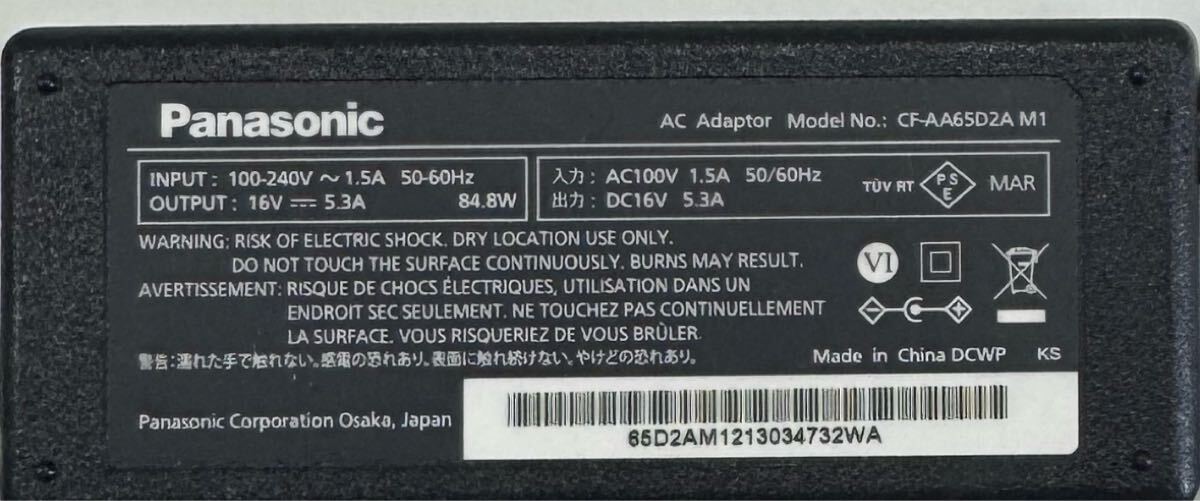 Panasonic
AC Adaptor Model No.: CF-AA65D2A M1
INPUT: 100-240V ～ 1.5A 50-60Hz
OUTPUT: 16V ⎓ 5.3A 84.8W
入力: AC100V 1.5A 50/60Hz
出力: DC16V 5.3A
TÜV RT
PSE
MAR
WARNING: RISK OF ELECTRIC SHOCK. DRY LOCATION USE ONLY.
DO NOT TOUCH THE SURFACE CONTINUOUSLY. BURNS MAY RESULT.
AVERTISSEMENT: RISQUE DE CHOCS ÉLECTRIQUES, UTILISATION DANS UN
ENDROIT SEC SEULEMENT. NE TOUCHEZ PAS CONTINUELLEMENT
LA SURFACE. VOUS RISQUERIEZ DE VOUS BRÛLER.
警告:濡れた手で触れない。感電の恐れあり。表面に触れ続けない。やけどの恐れあり。
VI
Made in China DCWP KS
Panasonic Corporation Osaka, Japan
65D2AM1213034732WA